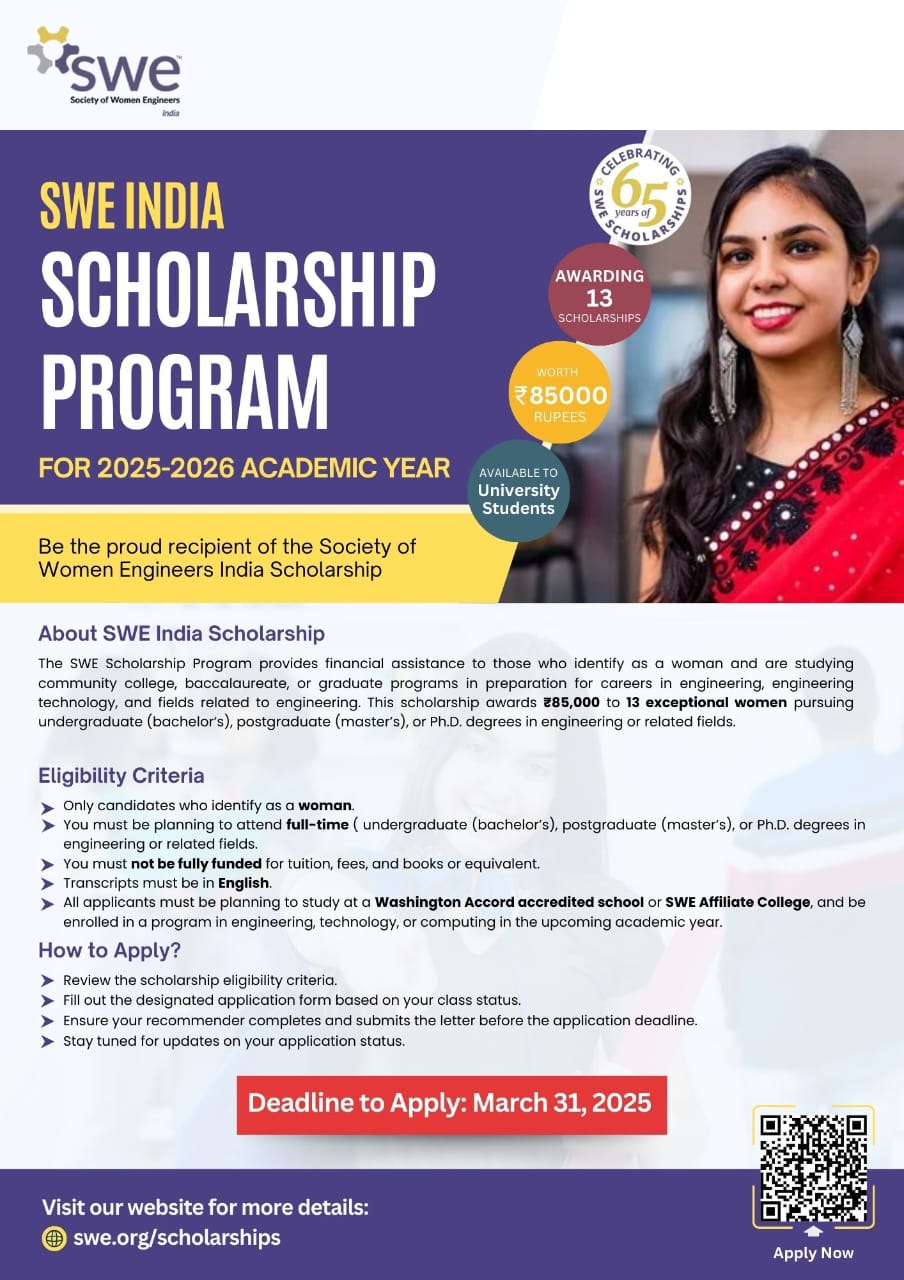 swe™
Society of Women Engineers
India
CELEBRATING
65
years of
SWE SCHOLARSHIPS
SWE INDIA
SCHOLARSHIP
PROGRAM
FOR 2025-2026 ACADEMIC YEAR
AWARDING
13
SCHOLARSHIPS
WORTH
₹85000
RUPEES
AVAILABLE TO
University
Students
Be the proud recipient of the Society of
Women Engineers India Scholarship
About SWE India Scholarship
The SWE Scholarship Program provides financial assistance to those who identify as a woman and are studying
community college, baccalaureate, or graduate programs in preparation for careers in engineering, engineering
technology, and fields related to engineering. This scholarship awards ₹85,000 to 13 exceptional women pursuing
undergraduate (bachelor's), postgraduate (master's), or Ph.D. degrees in engineering or related fields.
Eligibility Criteria
➤ Only candidates who identify as a woman.
➤ You must be planning to attend full-time ( undergraduate (bachelor's), postgraduate (master's), or Ph.D. degrees in
engineering or related fields.
➤ You must not be fully funded for tuition, fees, and books or equivalent.
➤ Transcripts must be in English.
➤ All applicants must be planning to study at a Washington Accord accredited school or SWE Affiliate College, and be
enrolled in a program in engineering, technology, or computing in the upcoming academic year.
How to Apply?
➤ Review the scholarship eligibility criteria.
➤ Fill out the designated application form based on your class status.
➤ Ensure your recommender completes and submits the letter before the application deadline.
➤ Stay tuned for updates on your application status.
Deadline to Apply: March 31, 2025
Visit our website for more details:
swe.org/scholarships
Apply Now